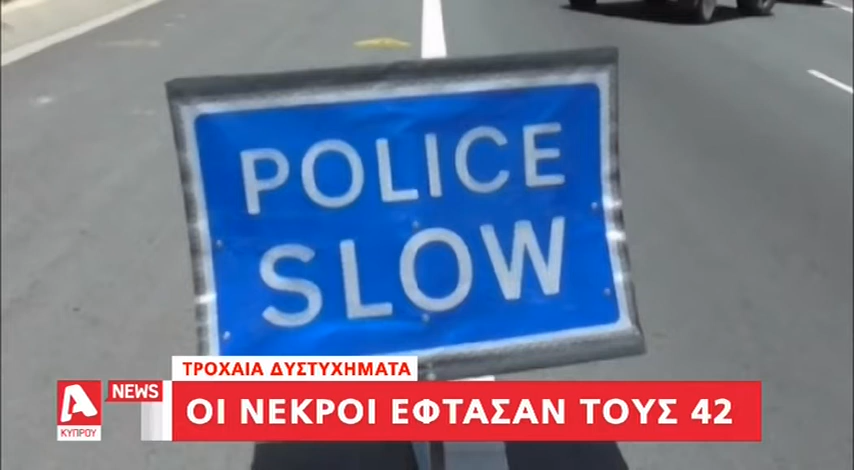 POLICE
SLOW
ΤΡΟΧΑΙΑ ΔΥΣΤΥΧΗΜΑΤΑ
NEWS
ΟΙ ΝΕΚΡΟΙ ΕΦΤΑΣΑΝ ΤΟΥΣ 42
ΚΥΠΡΟΥ